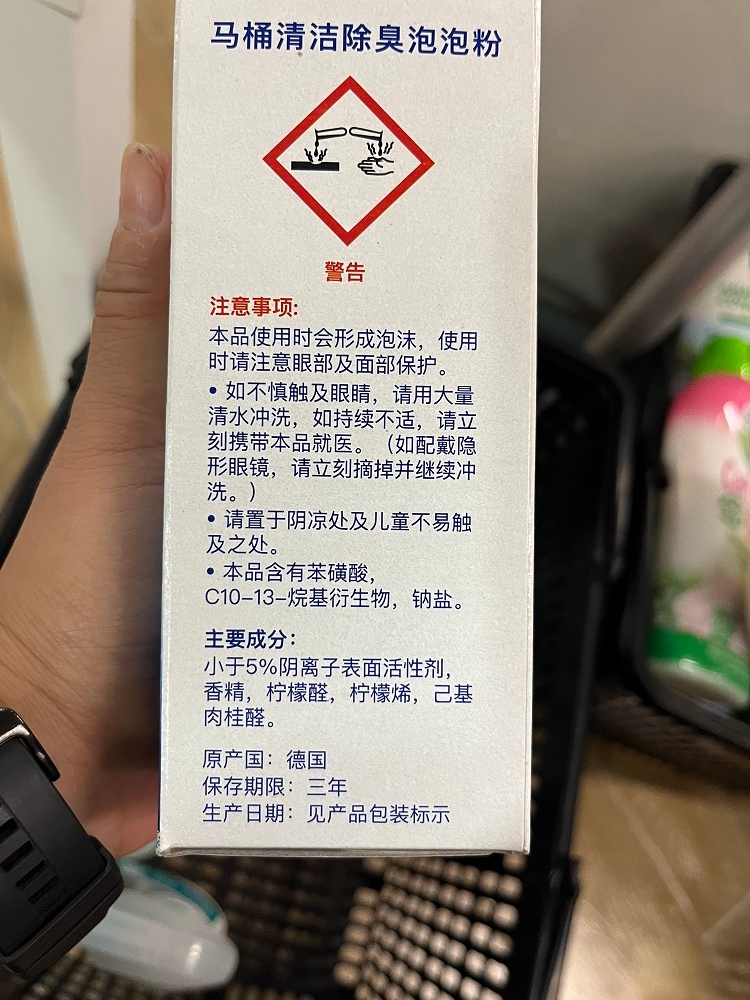 马桶清洁除臭泡泡粉
警告
注意事项:
本品使用时会形成泡沫，使用
时请注意眼部及面部保护。
• 如不慎触及眼睛，请用大量
清水冲洗，如持续不适，请立
刻携带本品就医。（如配戴隐
形眼镜，请立刻摘掉并继续冲
洗。）
• 请置于阴凉处及儿童不易触
及之处。
• 本品含有苯磺酸，
C10-13-烷基衍生物，钠盐。
主要成分：
小于5%阴离子表面活性剂，
香精，柠檬醛，柠檬烯，己基
肉桂醛。
原产国：德国
保存期限：三年
生产日期：见产品包装标示